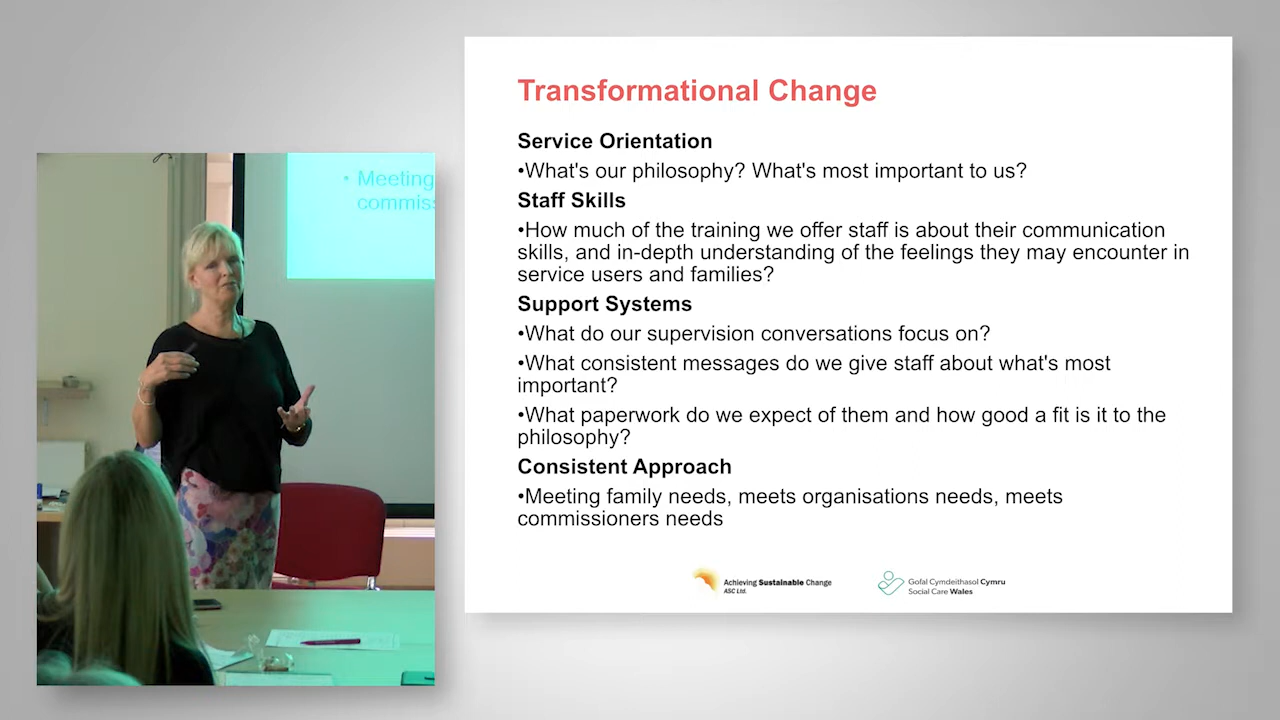 Transformational Change
Service Orientation
•What's our philosophy? What's most important to us?
Staff Skills
•How much of the training we offer staff is about their communication
skills, and in-depth understanding of the feelings they may encounter in
service users and families?
Support Systems
•What do our supervision conversations focus on?
•What consistent messages do we give staff about what's most
important?
•What paperwork do we expect of them and how good a fit is it to the
philosophy?
Consistent Approach
•Meeting family needs, meets organisations needs, meets
commissioners needs
Achieving Sustainable Change
ASC Ltd.
Gofal Cymdeithasol Cymru
Social Care Wales
• Meeting
commis